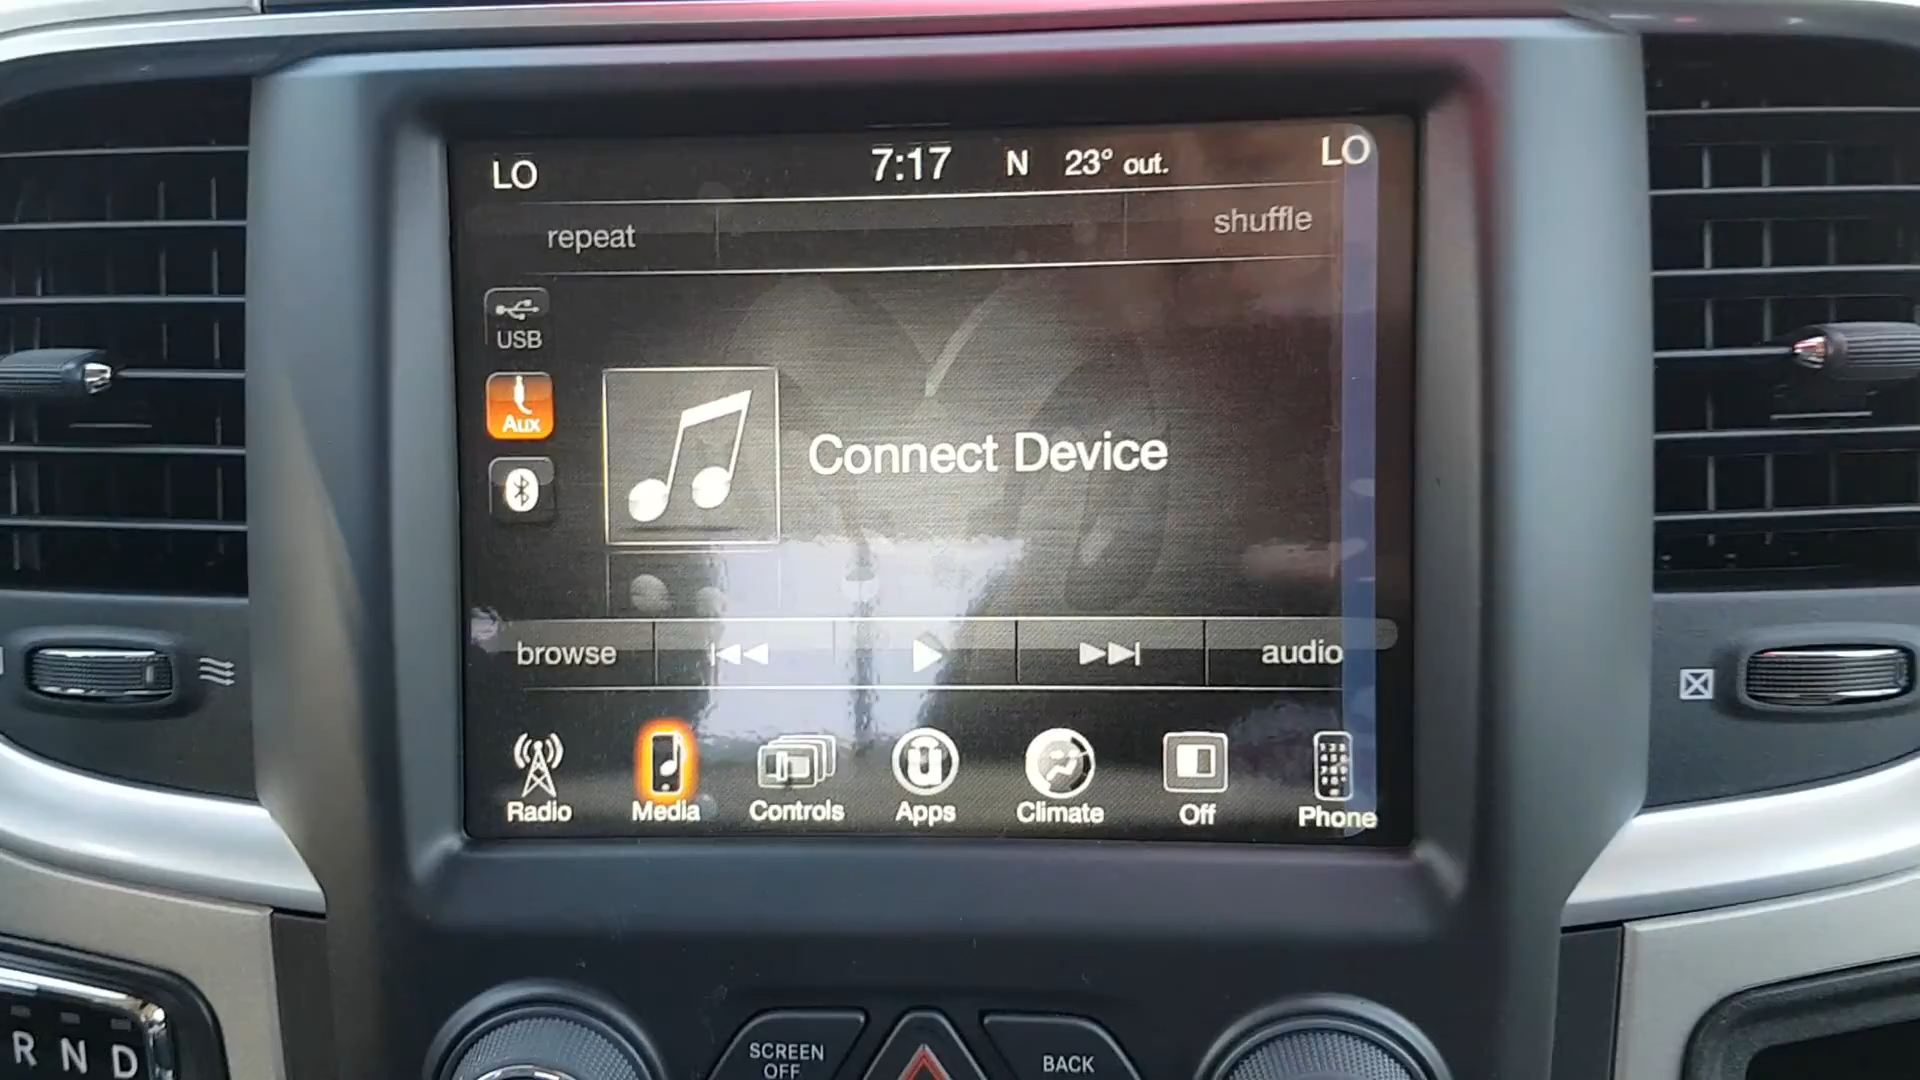 LO 7:17 N 23° out. LO
repeat shuffle
USB
Aux
Connect Device
browse audio
Radio Media Controls Apps Climate Off Phone
SCREEN OFF
BACK
R N D